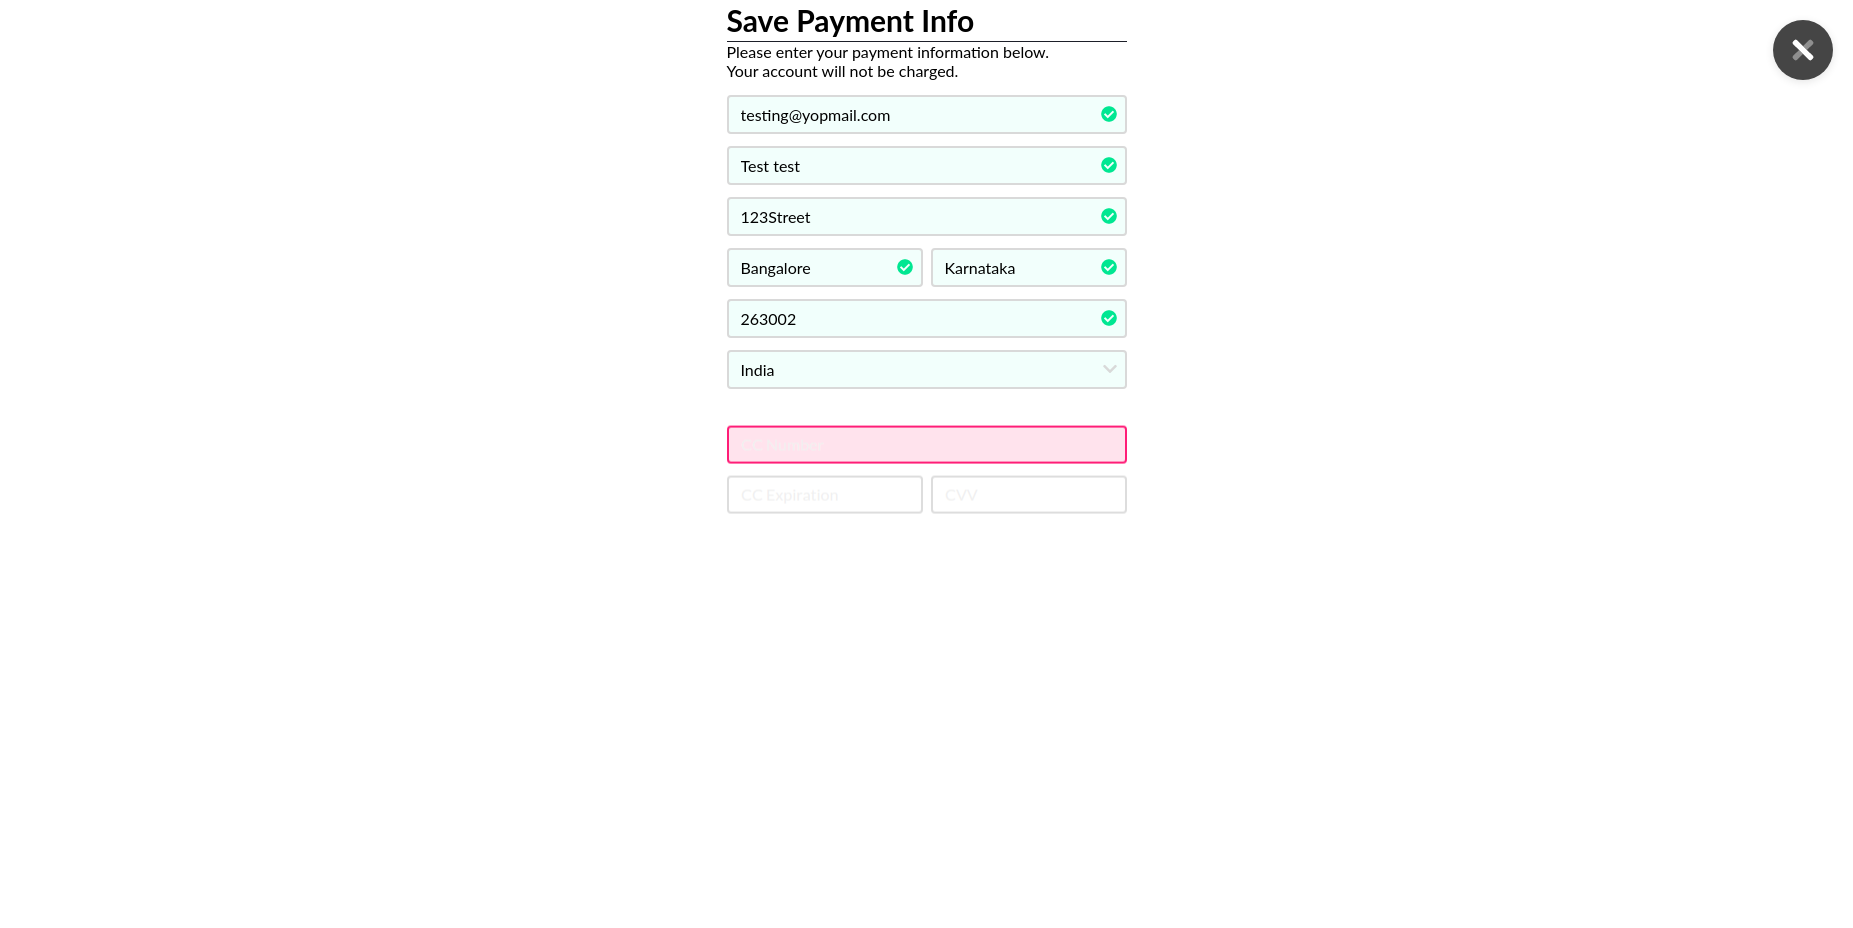 Save Payment Info
Please enter your payment information below.
Your account will not be charged.
testing@yopmail.com
Test test
123Street
Bangalore Karnataka
263002
India
CC Number
CC Expiration CVV